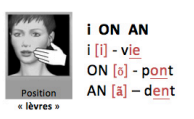 i ON AN
i [i] - vie
ON [ɔ̃] - pont
AN [ã] – dent
Position
« lèvres »